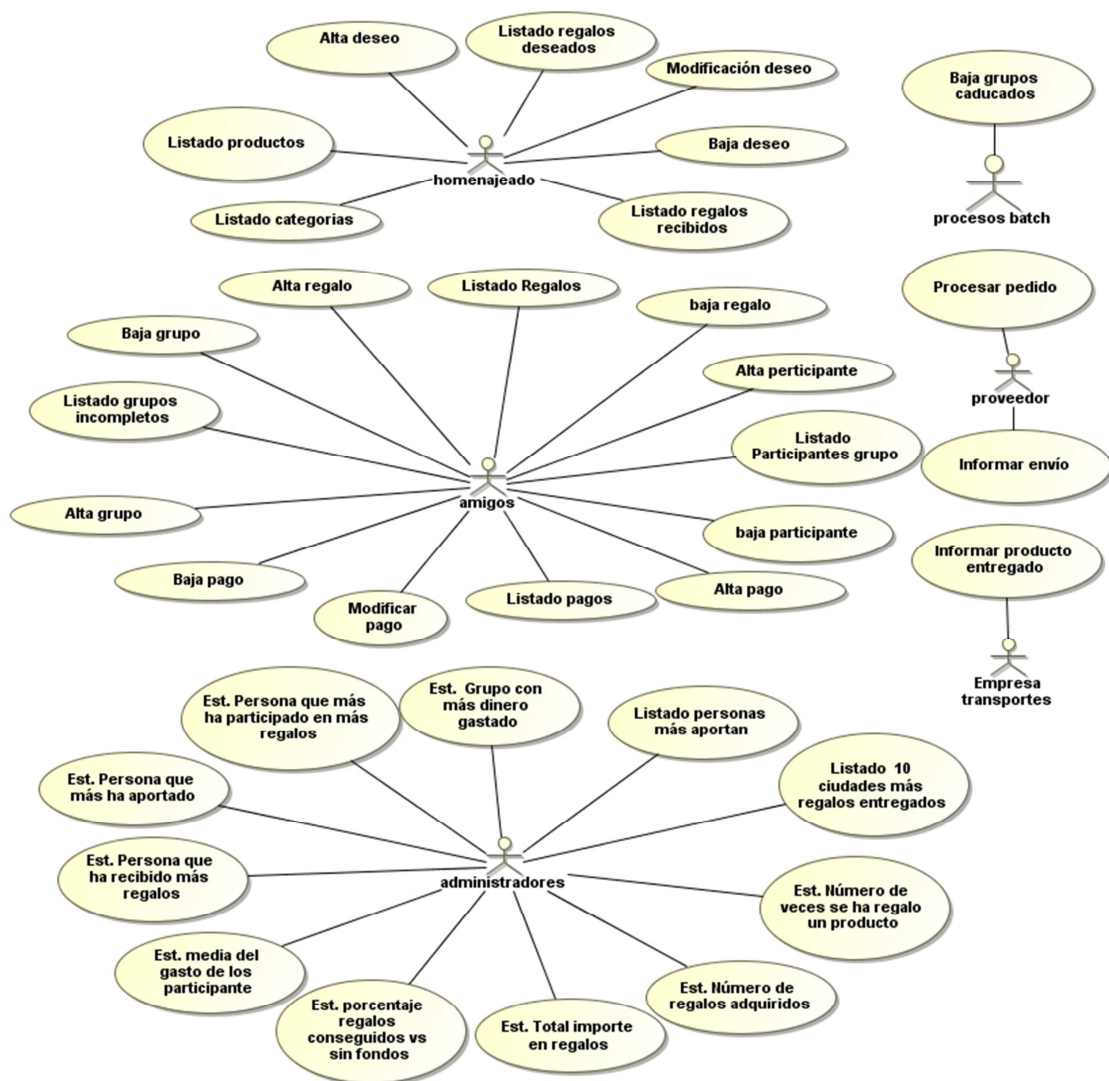 Alta deseo
Listado regalos
deseados
Modificación deseo
Listado productos
Baja deseo
homenajeado
Listado categorias
Listado regalos
recibidos
Baja grupos
caducados
procesos batch
Alta regalo
Listado Regalos
baja regalo
Baja grupo
Alta perticipante
Listado grupos
incompletos
Listado
Participantes grupo
amigos
Alta grupo
baja participante
Baja pago
Modificar
pago
Listado pagos
Alta pago
Procesar pedido
proveedor
Informar envío
Informar producto
entregado
Empresa
transportes
Est. Persona que más
ha participado en más
regalos
Est. Grupo con
más dinero
gastado
Listado personas
más aportan
Est. Persona que
más ha aportado
Listado 10
ciudades más
regalos entregados
administradores
Est. Persona que
ha recibido más
regalos
Est. Número de
veces se ha regalo
un producto
Est. media del
gasto de los
participante
Est. porcentaje
regalos
conseguidos vs
sin fondos
Est. Total importe
en regalos
Est. Número de
regalos adquiridos